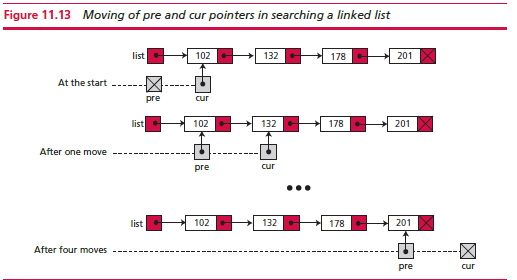 Figure 11.13 Moving of pre and cur pointers in searching a linked list
list 102 132 178 201
At the start
pre cur
list 102 132 178 201
After one move
pre cur
list 102 132 178 201
After four moves
pre cur